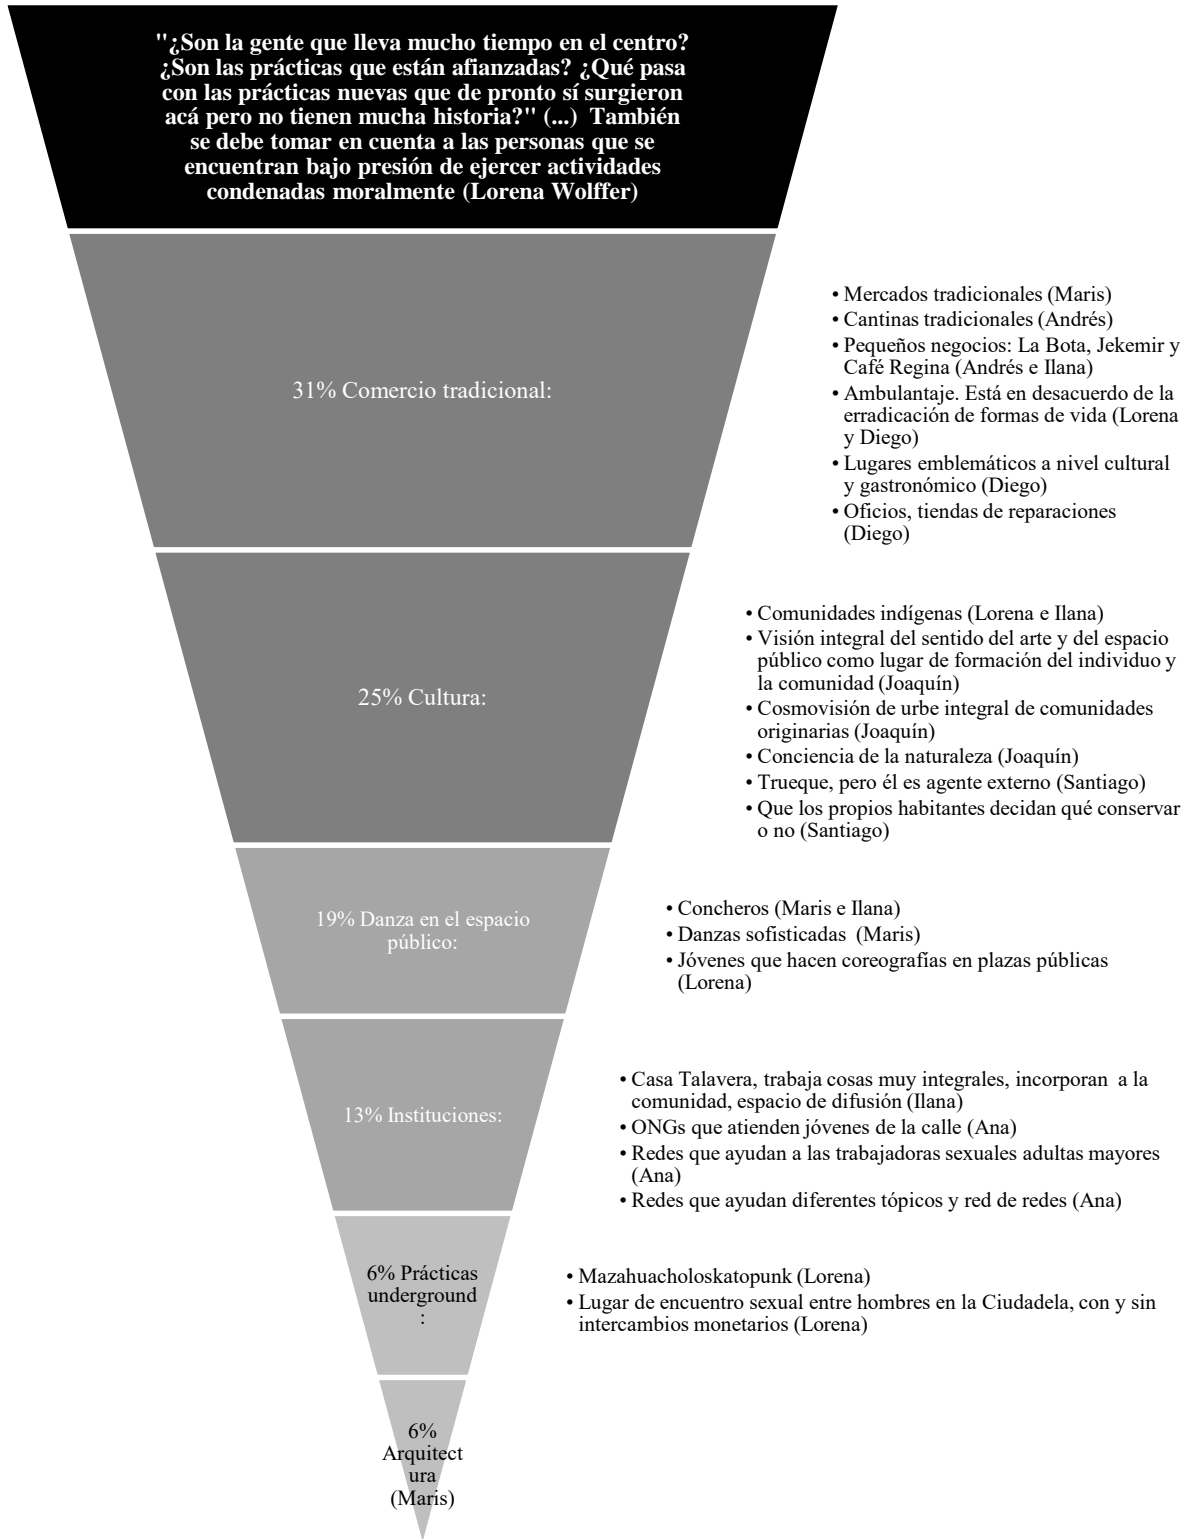 "¿Son la gente que lleva mucho tiempo en el centro?
¿Son las prácticas que están afianzadas? ¿Qué pasa
con las prácticas nuevas que de pronto sí surgieron
acá pero no tienen mucha historia?" (...) También
se debe tomar en cuenta a las personas que se
encuentran bajo presión de ejercer actividades
condenadas moralmente (Lorena Wolffer)
31% Comercio tradicional:
• Mercados tradicionales (Maris)
• Cantinas tradicionales (Andrés)
• Pequeños negocios: La Bota, Jekemir y
Café Regina (Andrés e Ilana)
• Ambulantaje. Está en desacuerdo de la
erradicación de formas de vida (Lorena
y Diego)
• Lugares emblemáticos a nivel cultural
y gastronómico (Diego)
• Oficios, tiendas de reparaciones
(Diego)
25% Cultura:
• Comunidades indígenas (Lorena e Ilana)
• Visión integral del sentido del arte y del espacio
público como lugar de formación del individuo y
la comunidad (Joaquín)
• Cosmovisión de urbe integral de comunidades
originarias (Joaquín)
• Conciencia de la naturaleza (Joaquín)
• Trueque, pero él es agente externo (Santiago)
• Que los propios habitantes decidan qué conservar
o no (Santiago)
19% Danza en el espacio
público:
• Concheros (Maris e Ilana)
• Danzas sofisticadas (Maris)
• Jóvenes que hacen coreografías en plazas públicas
(Lorena)
13% Instituciones:
• Casa Talavera, trabaja cosas muy integrales, incorporan a la
comunidad, espacio de difusión (Ilana)
• ONGs que atienden jóvenes de la calle (Ana)
• Redes que ayudan a las trabajadoras sexuales adultas mayores
(Ana)
• Redes que ayudan diferentes tópicos y red de redes (Ana)
6% Prácticas
underground
:
• Mazahuacholoskatopunk (Lorena)
• Lugar de encuentro sexual entre hombres en la Ciudadela, con y sin
intercambios monetarios (Lorena)
6%
Arquitect
ura
(Maris)